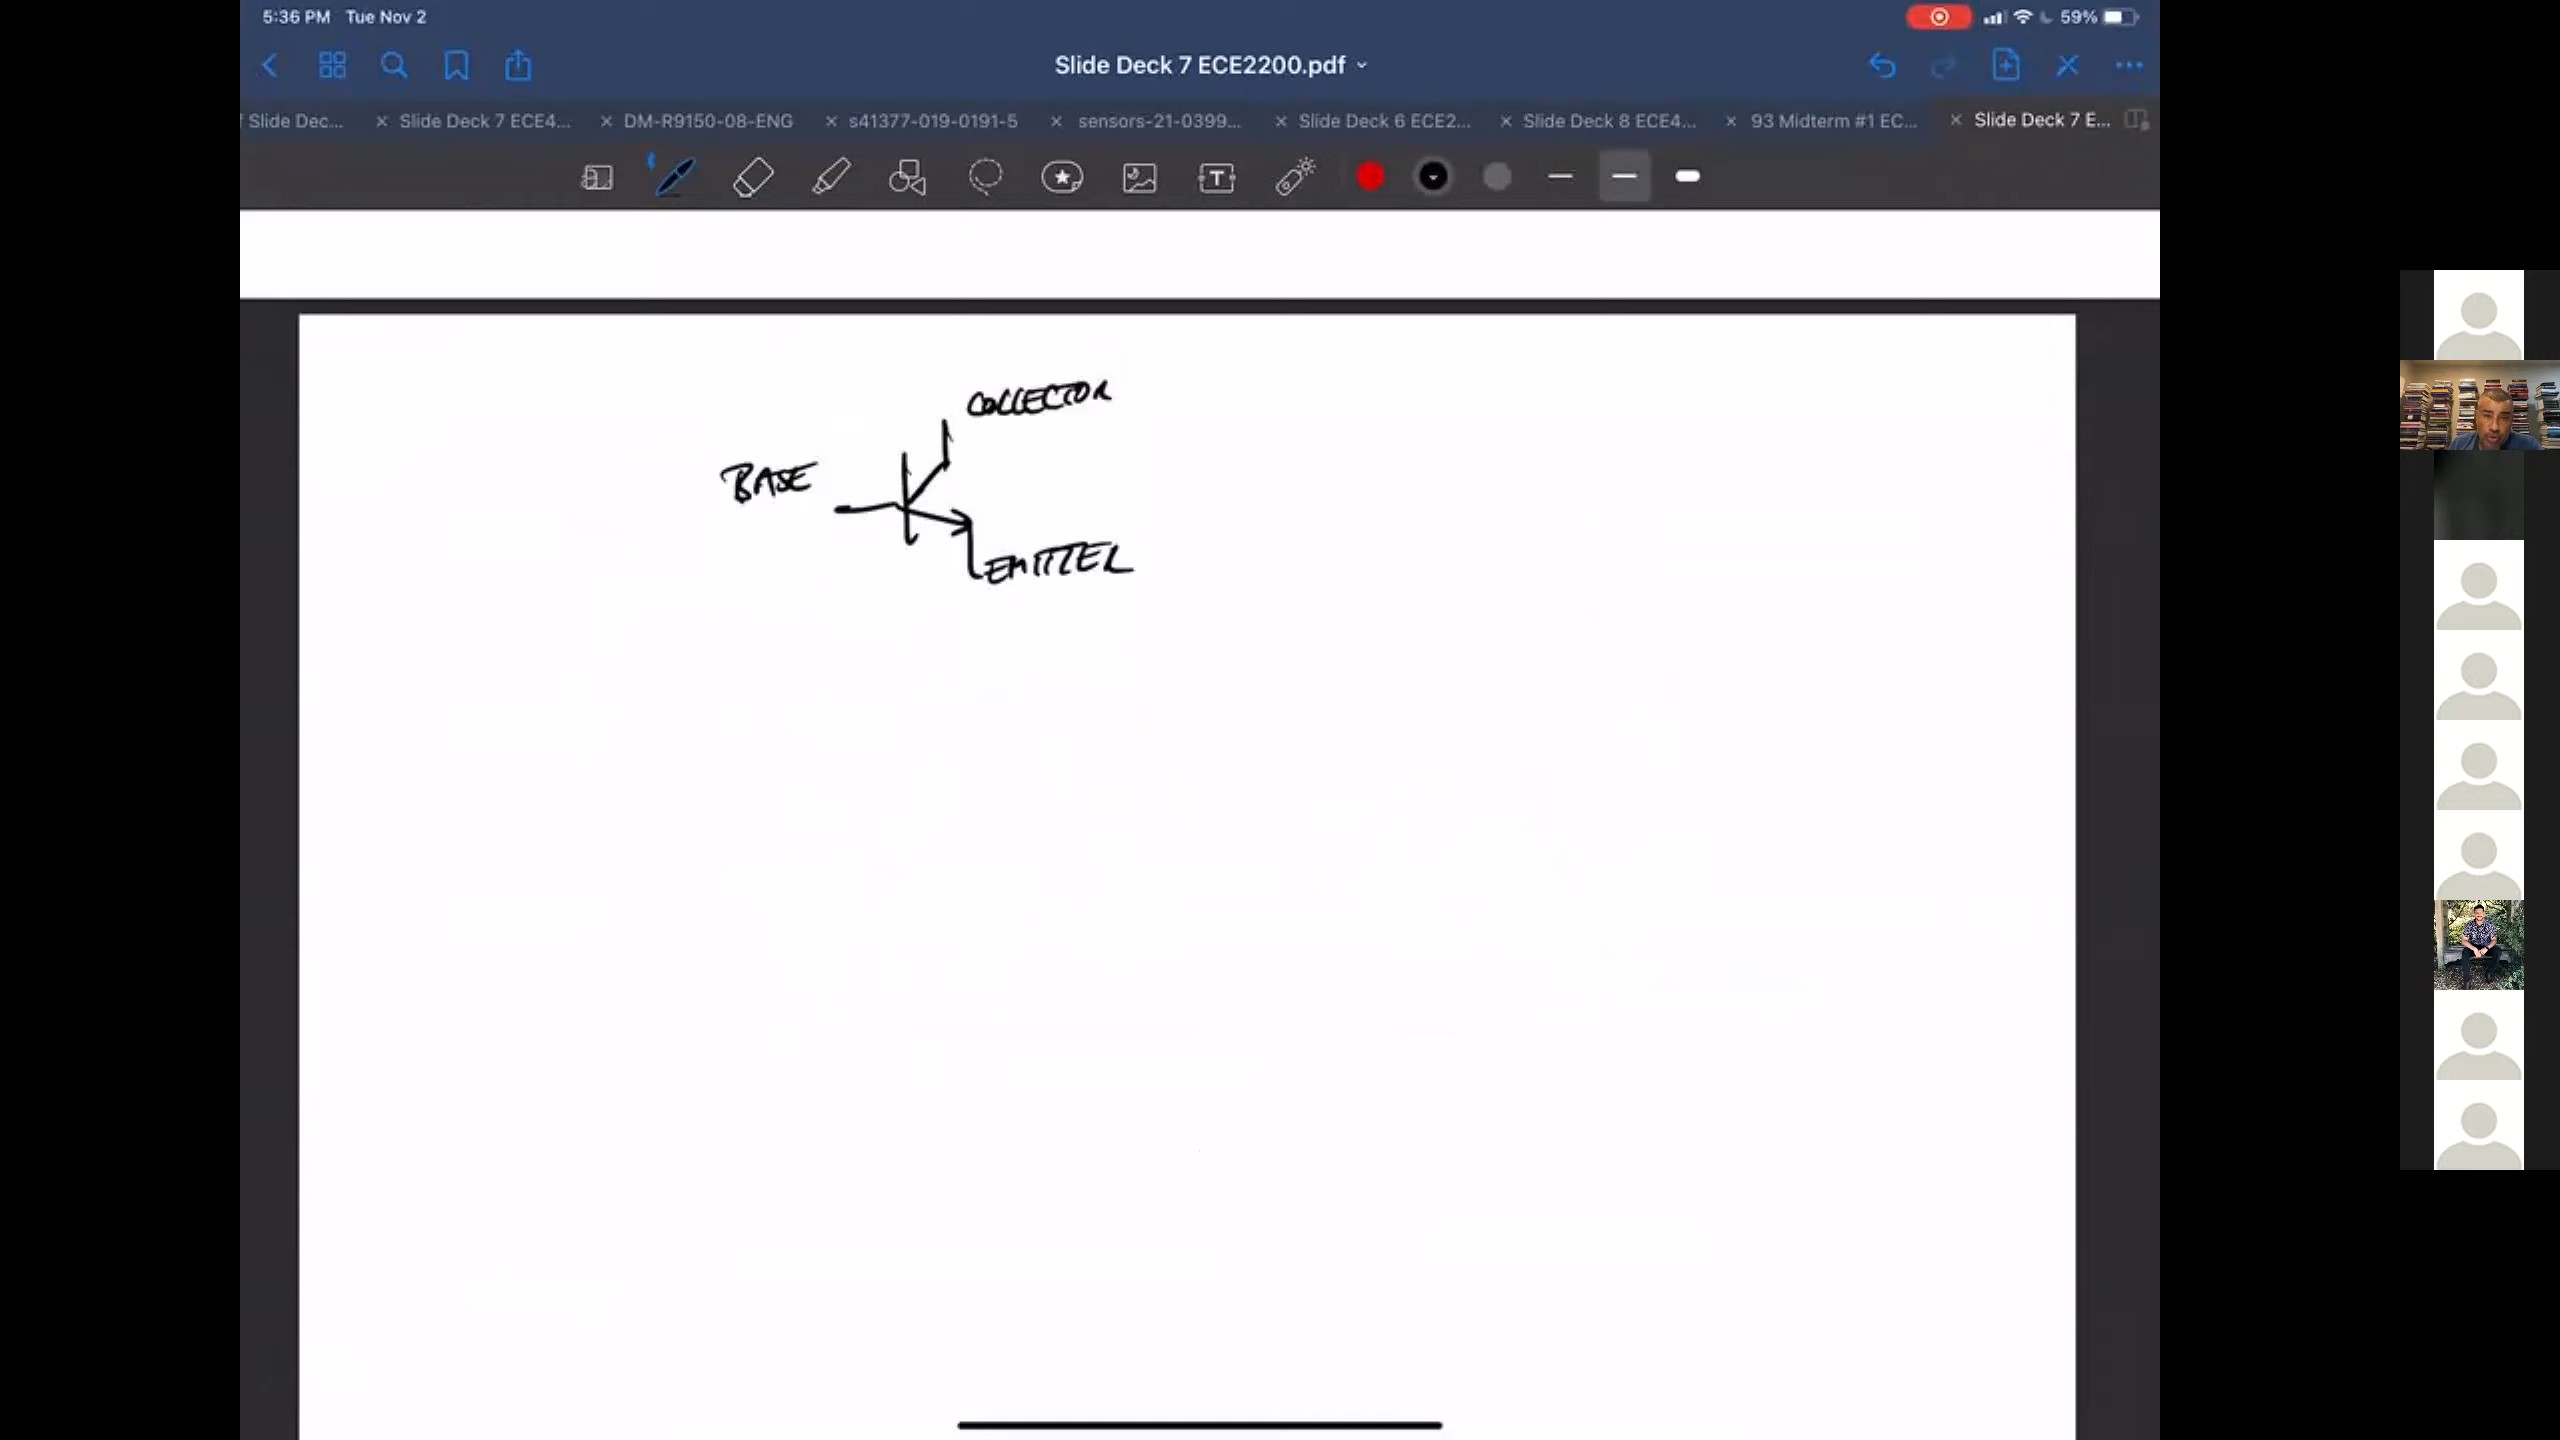 5:36 PM Tue Nov 2
59%
Slide Deck 7 ECE2200.pdf
f Slide Dec...
Slide Deck 7 ECE4...
DM-R9150-08-ENG
s41377-019-0191-5
sensors-21-0399...
Slide Deck 6 ECE2...
Slide Deck 8 ECE4...
93 Midterm #1 EC...
Slide Deck 7 E...
T
COLLECTOR
BASE
EMITTER